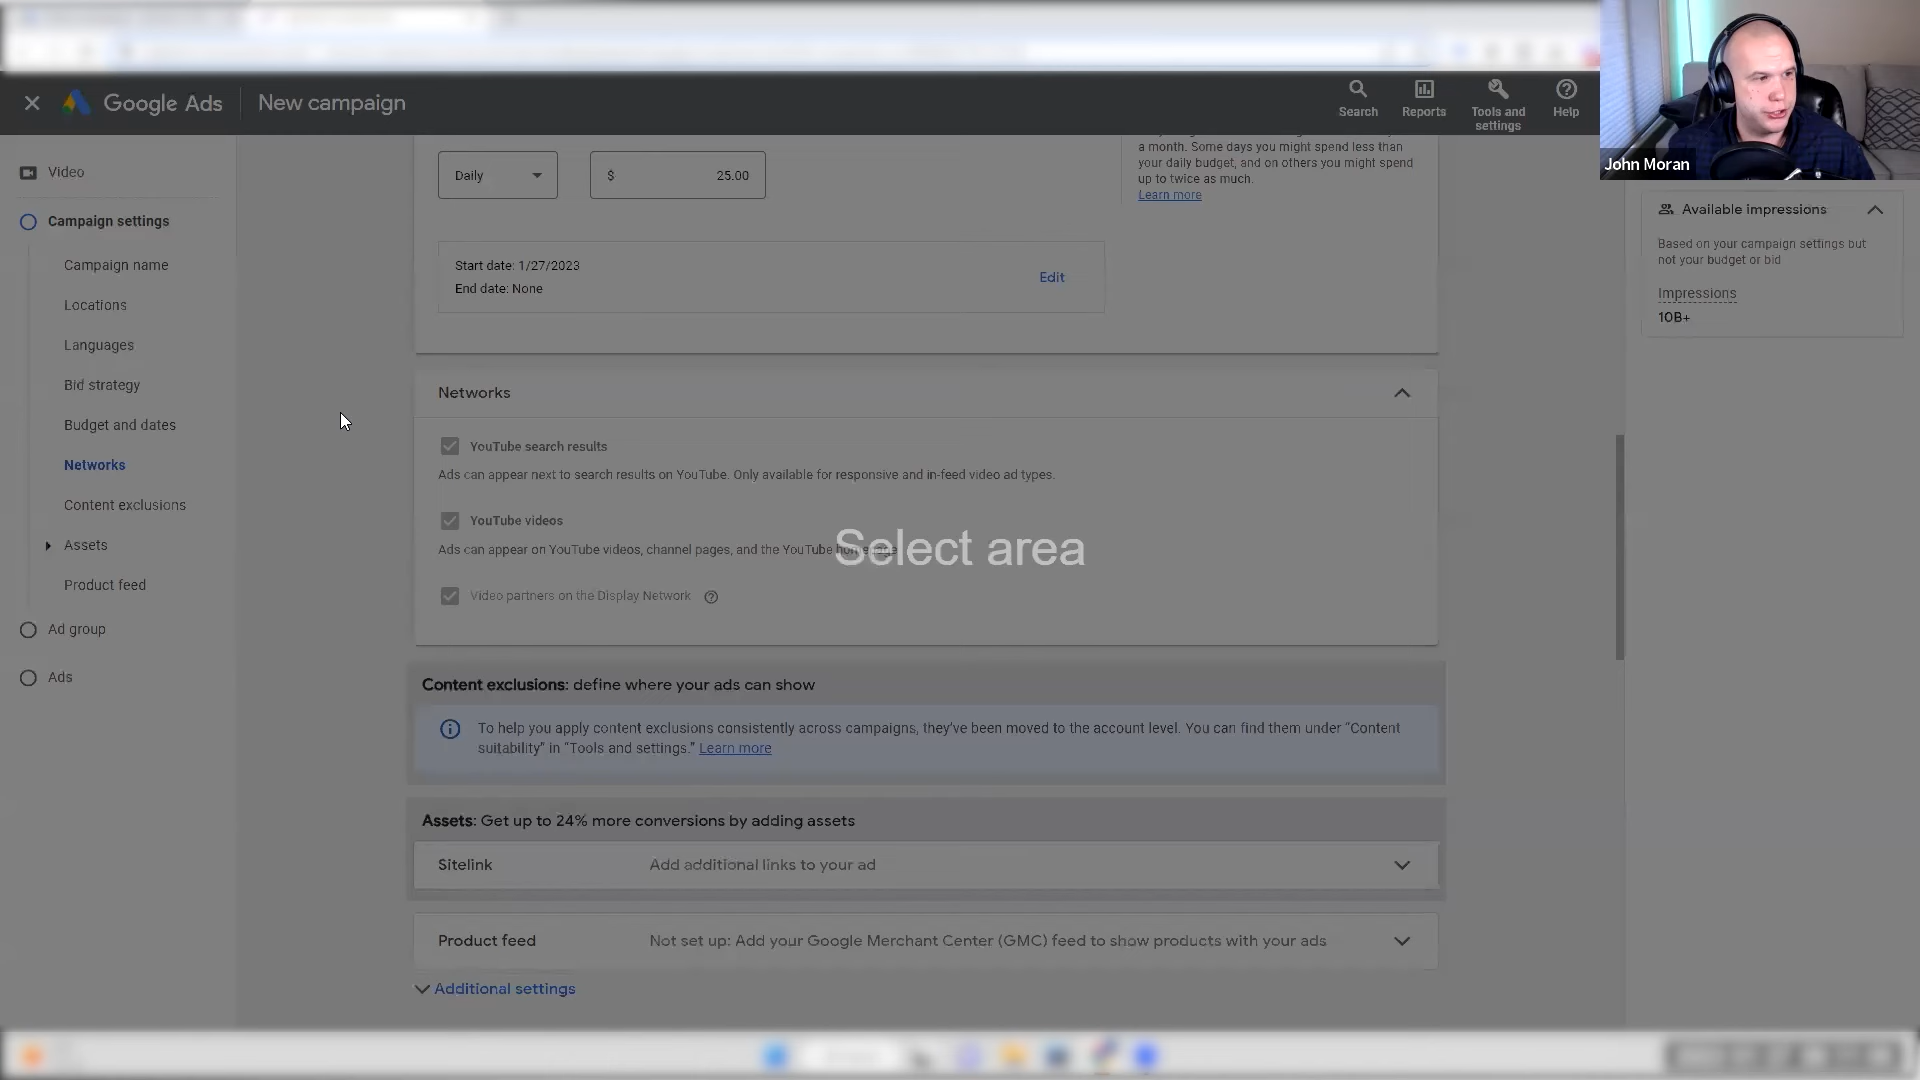 Google Ads
New campaign
Search
Reports
Tools and
settings
Help
John Moran
Video
Campaign settings
Campaign name
Locations
Languages
Bid strategy
Budget and dates
Networks
Content exclusions
Assets
Product feed
Ad group
Ads
Daily
$ 25.00
a month. Some days you might spend less than
your daily budget, and on others you might spend
up to twice as much.
Learn more
Start date: 1/27/2023
End date: None
Edit
Networks
YouTube search results
Ads can appear next to search results on YouTube. Only available for responsive and in-feed video ad types.
YouTube videos
Ads can appear on YouTube videos, channel pages, and the YouTube
Select area
Video partners on the Display Network
Content exclusions: define where your ads can show
To help you apply content exclusions consistently across campaigns, they've been moved to the account level. You can find them under “Content
suitability” in “Tools and settings.” Learn more
Assets: Get up to 24% more conversions by adding assets
Sitelink
Add additional links to your ad
Product feed
Not set up: Add your Google Merchant Center (GMC) feed to show products with your ads
Additional settings
Available impressions
Based on your campaign settings but
not your budget or bid
Impressions
10B+